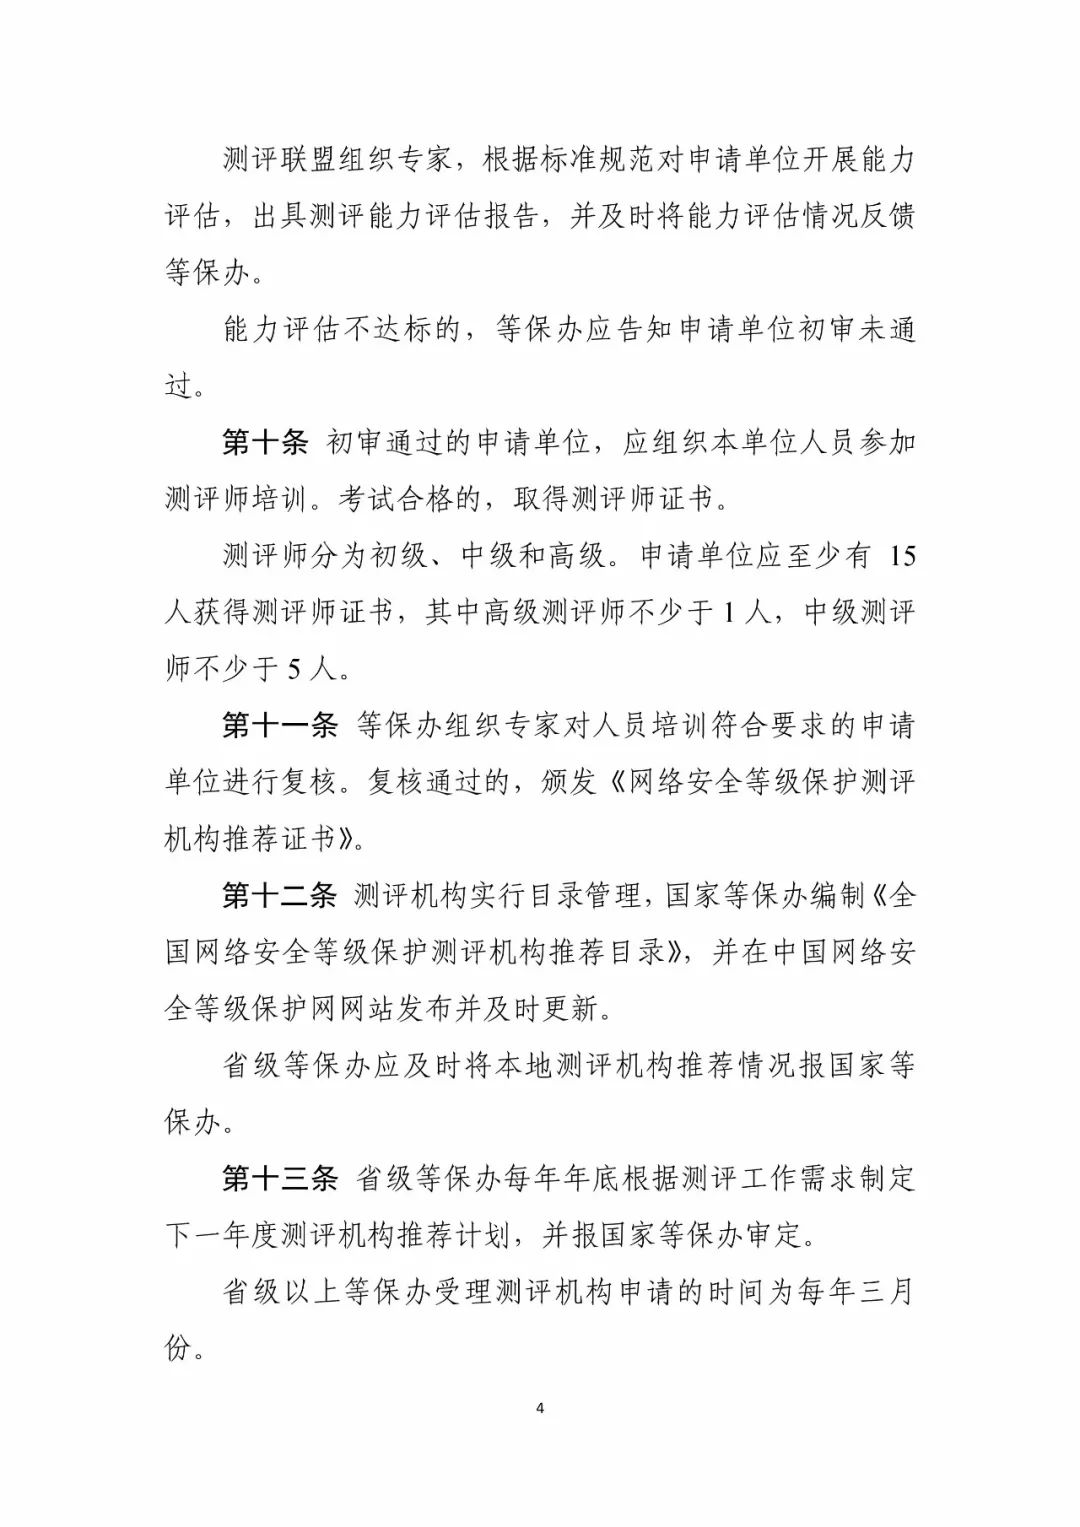 测评联盟组织专家，根据标准规范对申请单位开展能力
评估，出具测评能力评估报告，并及时将能力评估情况反馈
等保办。
能力评估不达标的，等保办应告知申请单位初审未通
过。
第十条 初审通过的申请单位，应组织本单位人员参加
测评师培训。考试合格的，取得测评师证书。
测评师分为初级、中级和高级。申请单位应至少有 15
人获得测评师证书，其中高级测评师不少于 1 人，中级测评
师不少于 5 人。
第十一条 等保办组织专家对人员培训符合要求的申请
单位进行复核。复核通过的，颁发《网络安全等级保护测评
机构推荐证书》。
第十二条 测评机构实行目录管理，国家等保办编制《全
国网络安全等级保护测评机构推荐目录》，并在中国网络安
全等级保护网网站发布并及时更新。
省级等保办应及时将本地测评机构推荐情况报国家等
保办。
第十三条 省级等保办每年年底根据测评工作需求制定
下一年度测评机构推荐计划，并报国家等保办审定。
省级以上等保办受理测评机构申请的时间为每年三月
份。
4